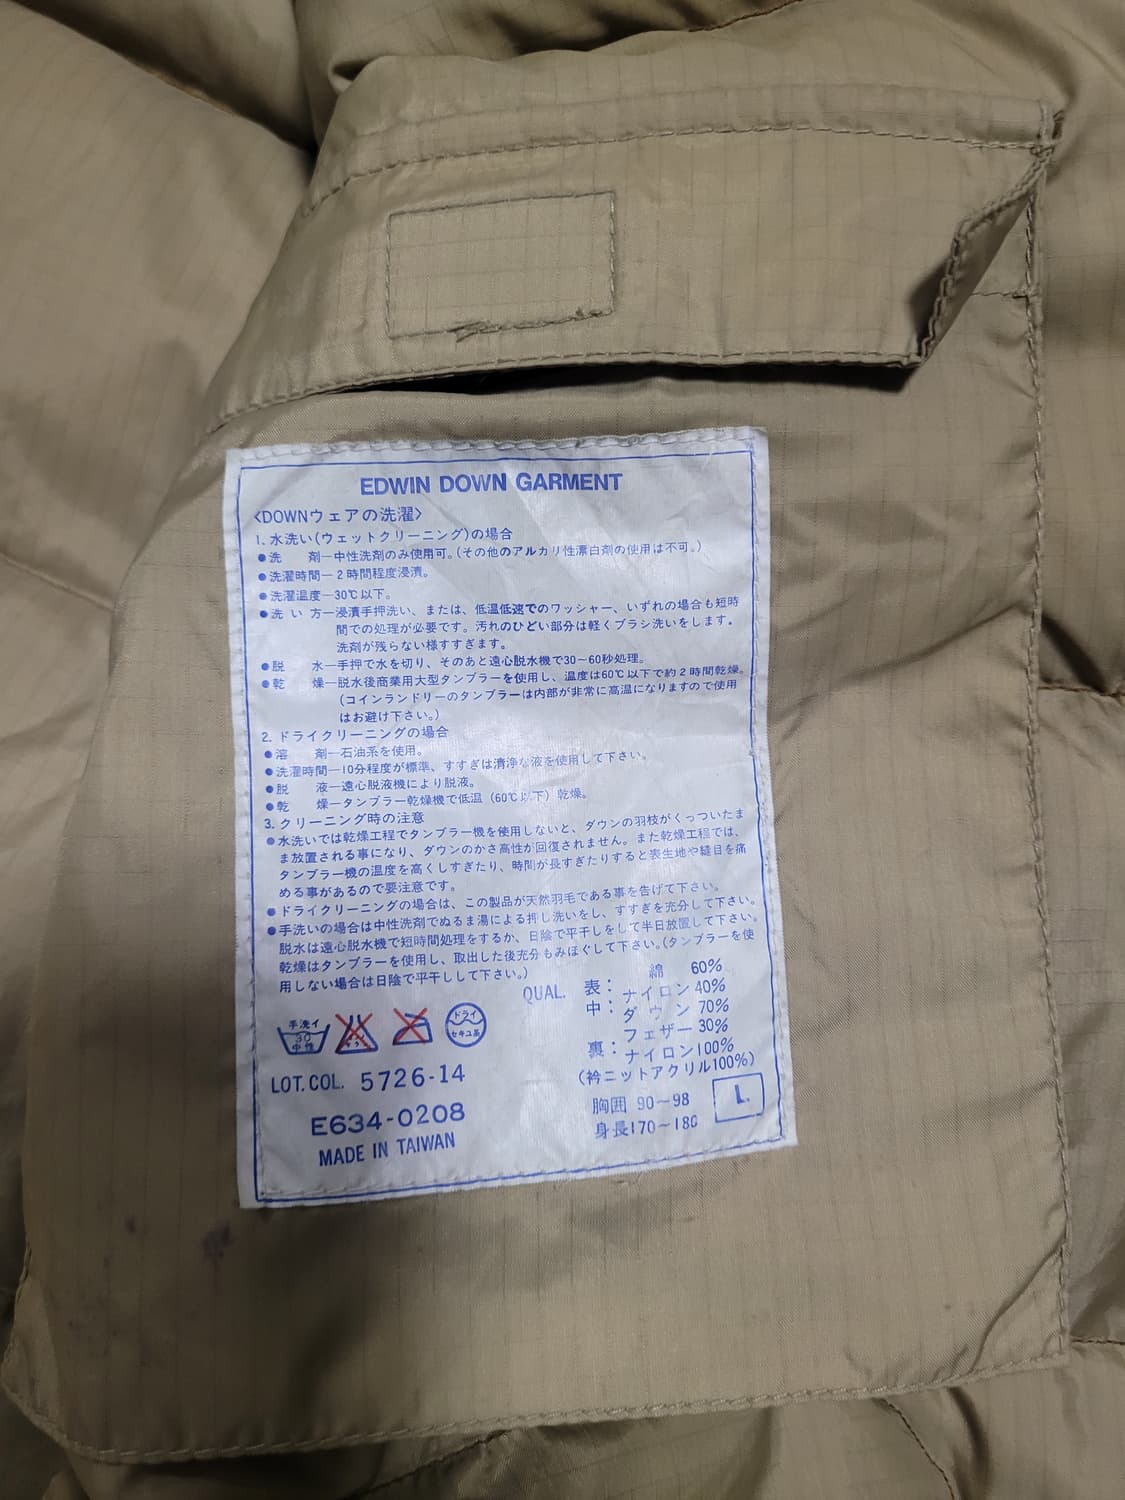 EDWIN DOWN GARMENT
〈DOWNウェアの洗濯〉
1. 水洗い(ウェットクリーニング)の場合
●洗　剤―中性洗剤のみ使用可。(その他のアルカリ性漂白剤の使用は不可。)
●洗濯時間―2時間程度浸漬。
●洗濯温度―30℃以下。
●洗い方―浸漬手押洗い、または、低温低速でのワッシャー、いずれの場合も短時
間での処理が必要です。汚れのひどい部分は軽くブラシ洗いをします。
洗剤が残らない様すすぎます。
●脱　水―手押で水を切り、そのあと遠心脱水機で30〜60秒処理。
●乾　燥―脱水後商業用大型タンブラーを使用し、温度は60℃以下で約2時間乾燥。
(コインランドリーのタンブラーは内部が非常に高温になりますので使用
はお避け下さい。)
2. ドライクリーニングの場合
●溶　剤―石油系を使用。
●洗濯時間―10分程度が標準、すすぎは清浄な液を使用して下さい。
●脱　液―遠心脱液機により脱液。
●乾　燥―タンブラー乾燥機で低温(60℃以下)乾燥。
3. クリーニング時の注意
●水洗いでは乾燥工程でタンブラー機を使用しないと、ダウンの羽枝がくっついたま
ま放置される事になり、ダウンのかさ高性が回復されません。また乾燥工程では、
タンブラー機の温度を高くしすぎたり、時間が長すぎたりすると表生地や縫目を痛
める事があるので要注意です。
●ドライクリーニングの場合は、この製品が天然羽毛である事を告げて下さい。
●手洗いの場合は中性洗剤でぬるま湯による押し洗いをし、すすぎを充分して下さい。
脱水は遠心脱水機で短時間処理をするか、日陰で平干しをして半日放置して下さい。
乾燥はタンブラーを使用し、取出した後充分もみほぐして下さい。(タンブラーを使
用しない場合は日陰で平干しして下さい。)
QUAL. 表: 綿 60%
ナイロン 40%
中: ダウン 70%
フェザー 30%
裏: ナイロン100%
(衿ニットアクリル100%)
手洗イ
30
中性
ドライ
セキユ系
LOT.COL. 5726-14
E634-0208
MADE IN TAIWAN
胸囲 90〜98
身長170〜180
L.